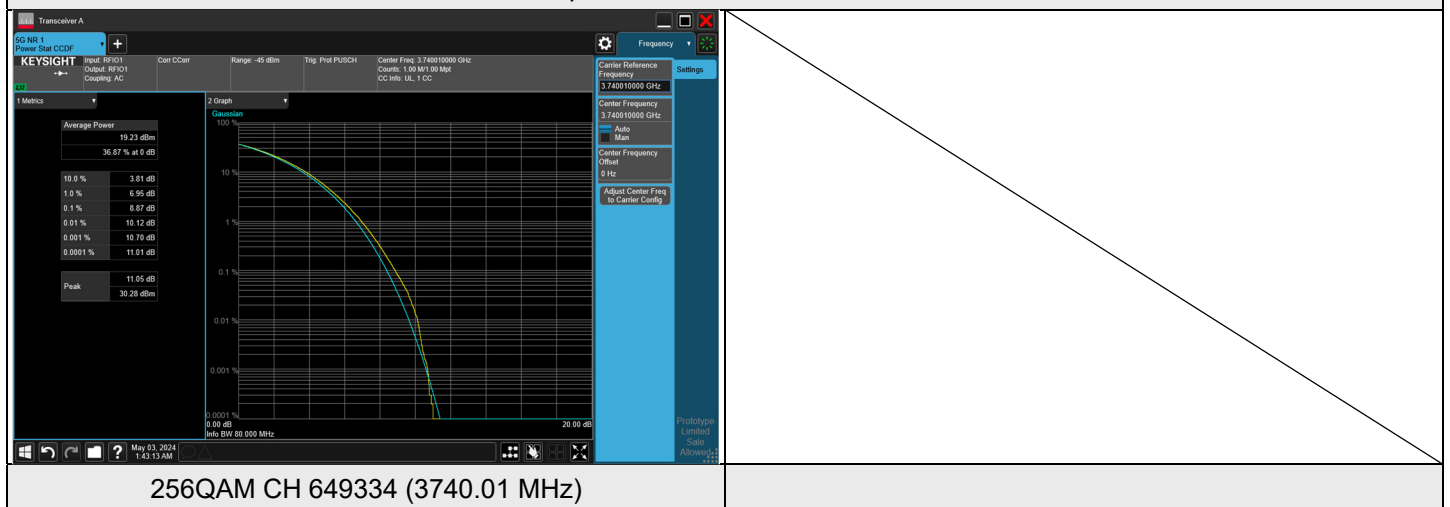 Transceiver A
5G NR 1
Power Stat CCDF
Frequency
KEYSIGHT
Input: RFIO1
Output: RFIO1
Coupling: AC
Corr CCorr
Range: -45 dBm
Trig: Prot PUSCH
Center Freq: 3.740010000 GHz
Counts: 1.00 M/1.00 Mpt
CC Info: UL, 1 CC
Carrier Reference
Frequency
3.740010000 GHz
Settings
Center Frequency
3.740010000 GHz
Auto
Man
Center Frequency
Offset
0 Hz
Adjust Center Freq
to Carrier Config
1 Metrics
Average Power
19.23 dBm
36.87 % at 0 dB
10.0 % 3.81 dB
1.0 % 6.95 dB
0.1 % 8.87 dB
0.01 % 10.12 dB
0.001 % 10.70 dB
0.0001 % 11.01 dB
Peak
11.05 dB
30.28 dBm
2 Graph
Gaussian
100 %
10 %
1 %
0.1 %
0.01 %
0.001 %
0.0001 %
0.00 dB
20.00 dB
Info BW 80.000 MHz
Prototype
Limited
Sale
Allowed
?
May 03, 2024
1:43:13 AM
256QAM CH 649334 (3740.01 MHz)